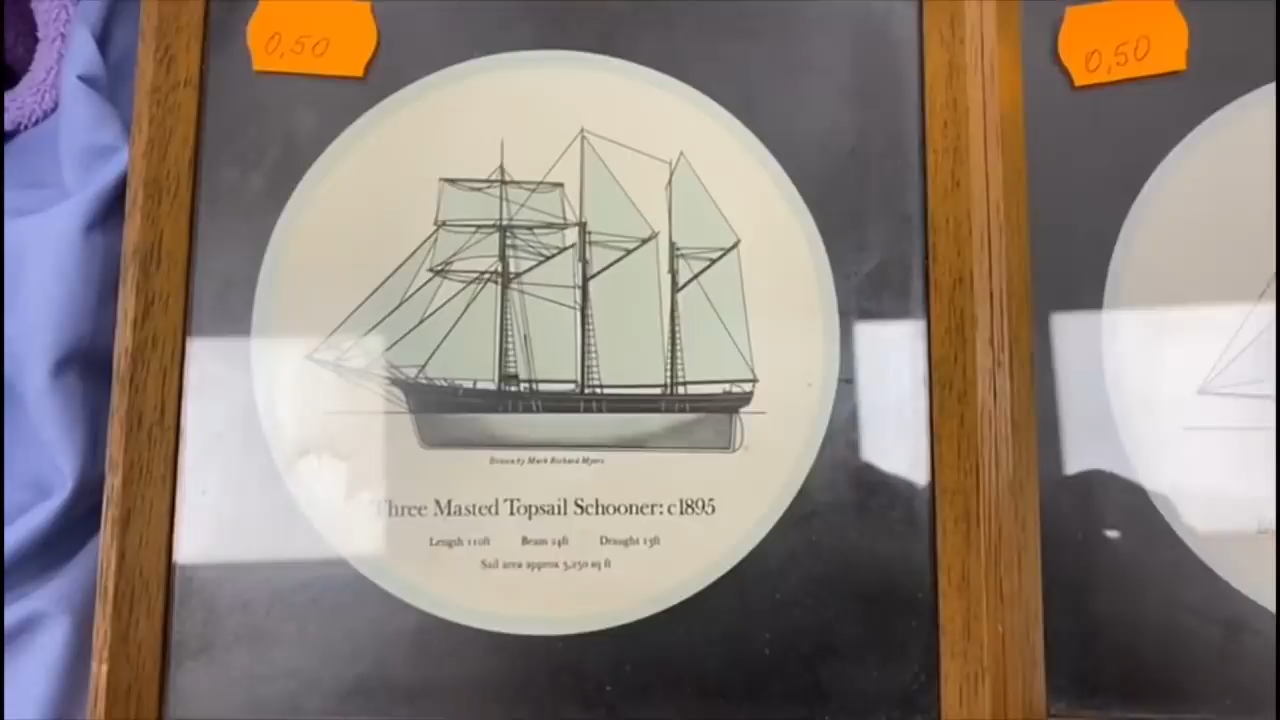 0,50
0,50
Drawn by Mark Richard Myers
Three Masted Topsail Schooner: c1895
Length 110ft Beam 24ft Draught 13ft
Sail area approx 5,250 sq ft